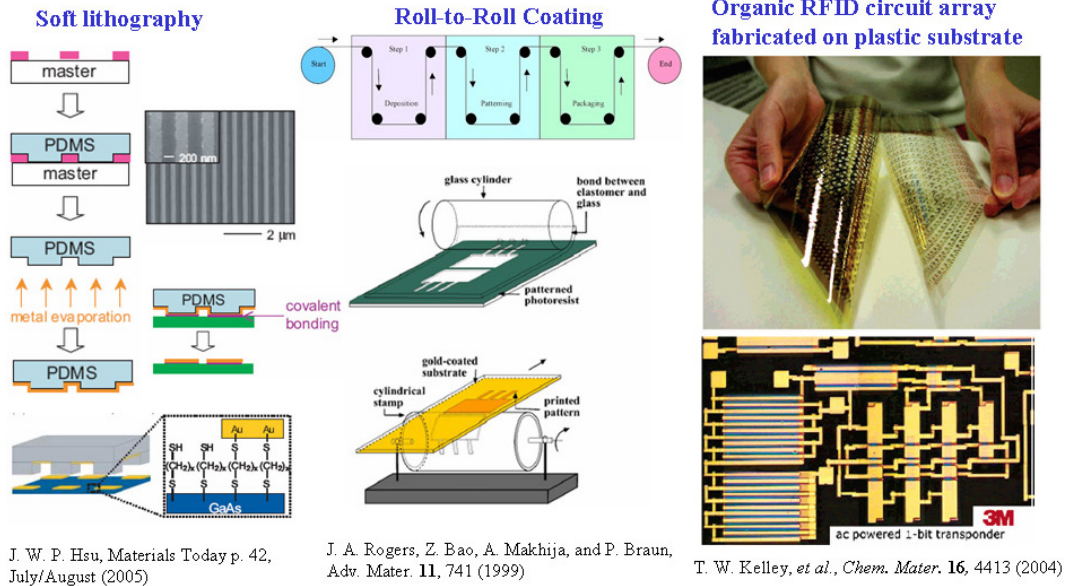 Soft lithography
master
PDMS
master
200 nm
2 μm
PDMS
metal evaporation
PDMS
covalent
bonding
PDMS
Au Au
SH SH S S
(CH₂)ₓ (CH₂)ₓ (CH₂)ₓ (CH₂)ₓ
S S S S
GaAs
J. W. P. Hsu, Materials Today p. 42,
July/August (2005)
Roll-to-Roll Coating
Start
Step 1
Deposition
Step 2
Patterning
Step 3
Packaging
End
glass cylinder
bond between
elastomer and
glass
patterned
photoresist
gold-coated
substrate
cylindrical
stamp
printed
pattern
J. A. Rogers, Z. Bao, A. Makhija, and P. Braun,
Adv. Mater. 11, 741 (1999)
Organic RFID circuit array
fabricated on plastic substrate
3M
ac powered 1-bit transponder
T. W. Kelley, et al., Chem. Mater. 16, 4413 (2004)